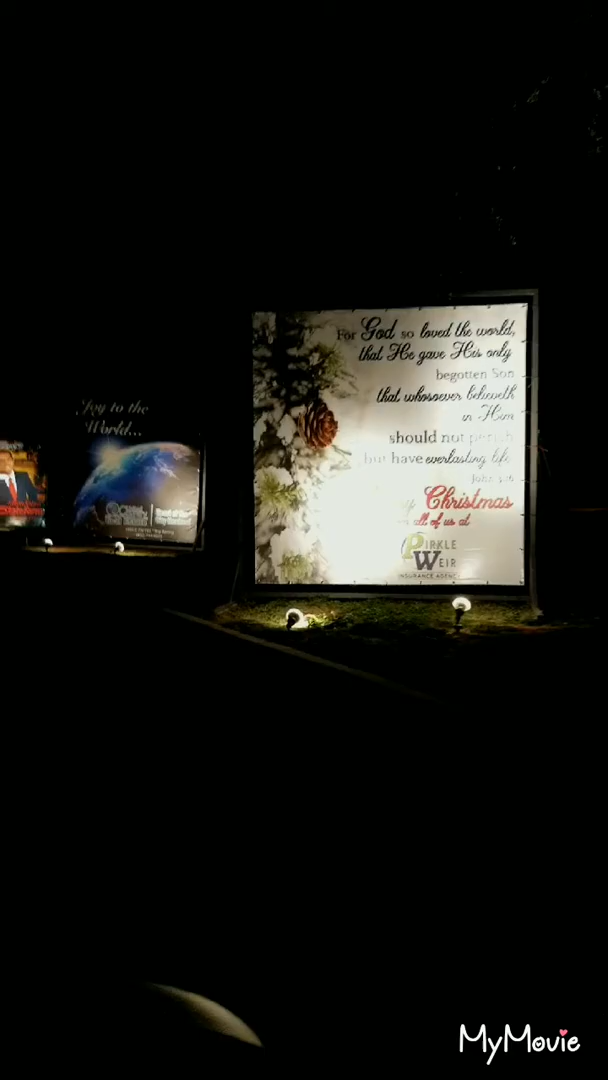 For God so loved the world,
that He gave His only
begotten Son
that whosoever believeth
in Him
should not perish
but have everlasting life
John 3:16
Christmas
all of us at
PIRKLE
WEIR
INSURANCE AGENCY
Joy to the
World...
MyMovie